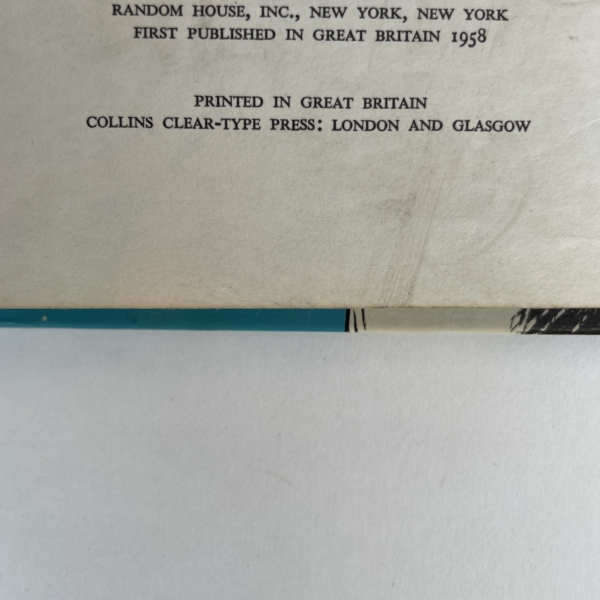 RANDOM HOUSE, INC., NEW YORK, NEW YORK
FIRST PUBLISHED IN GREAT BRITAIN 1958
PRINTED IN GREAT BRITAIN
COLLINS CLEAR-TYPE PRESS: LONDON AND GLASGOW